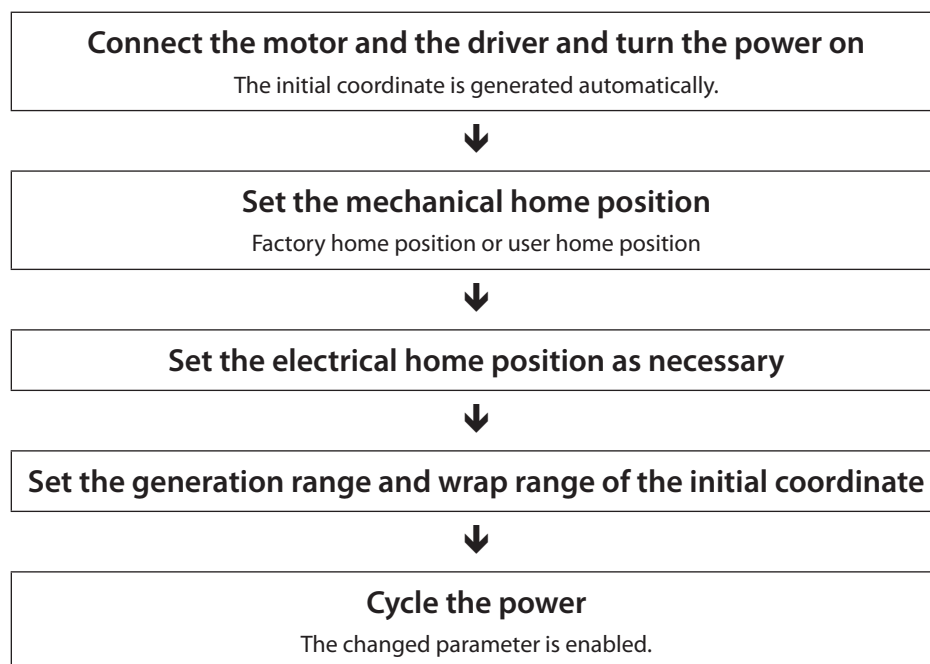 Connect the motor and the driver and turn the power on
The initial coordinate is generated automatically.
Set the mechanical home position
Factory home position or user home position
Set the electrical home position as necessary
Set the generation range and wrap range of the initial coordinate
Cycle the power
The changed parameter is enabled.